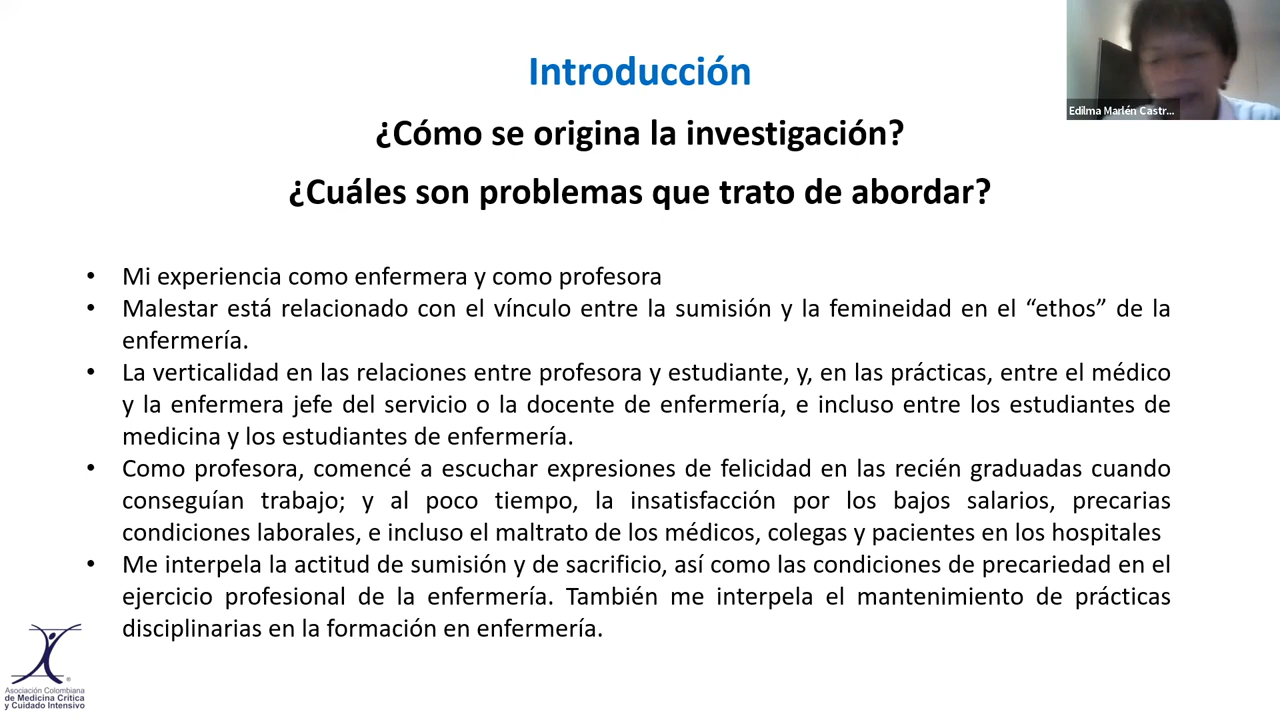 Introducción
¿Cómo se origina la investigación?
¿Cuáles son problemas que trato de abordar?
Edilma Marlén Castr...
• Mi experiencia como enfermera y como profesora
• Malestar está relacionado con el vínculo entre la sumisión y la femineidad en el “ethos” de la
enfermería.
• La verticalidad en las relaciones entre profesora y estudiante, y, en las prácticas, entre el médico
y la enfermera jefe del servicio o la docente de enfermería, e incluso entre los estudiantes de
medicina y los estudiantes de enfermería.
• Como profesora, comencé a escuchar expresiones de felicidad en las recién graduadas cuando
conseguían trabajo; y al poco tiempo, la insatisfacción por los bajos salarios, precarias
condiciones laborales, e incluso el maltrato de los médicos, colegas y pacientes en los hospitales
• Me interpela la actitud de sumisión y de sacrificio, así como las condiciones de precariedad en el
ejercicio profesional de la enfermería. También me interpela el mantenimiento de prácticas
disciplinarias en la formación en enfermería.
®
Asociación Colombiana
de Medicina Crítica
y Cuidado Intensivo